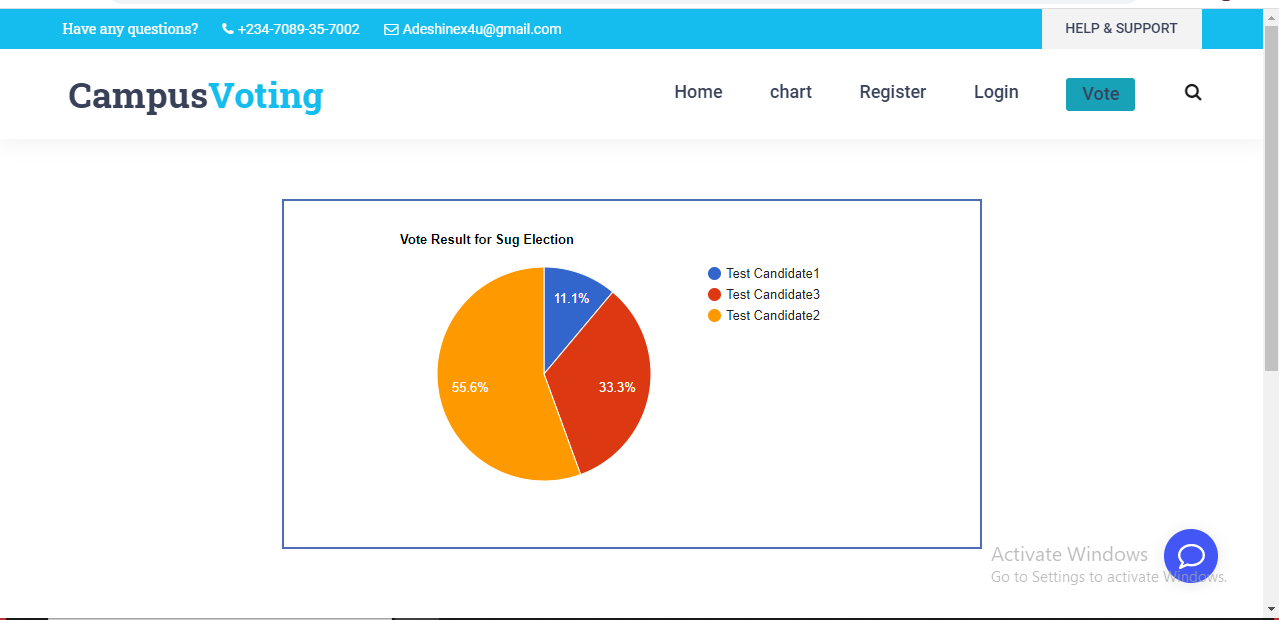 Have any questions? +234-7089-35-7002 Adeshinex4u@gmail.com HELP & SUPPORT
CampusVoting Home chart Register Login Vote
Vote Result for Sug Election
Test Candidate1
Test Candidate3
Test Candidate2
11.1%
55.6% 33.3%
Activate Windows
Go to Settings to activate Windows.